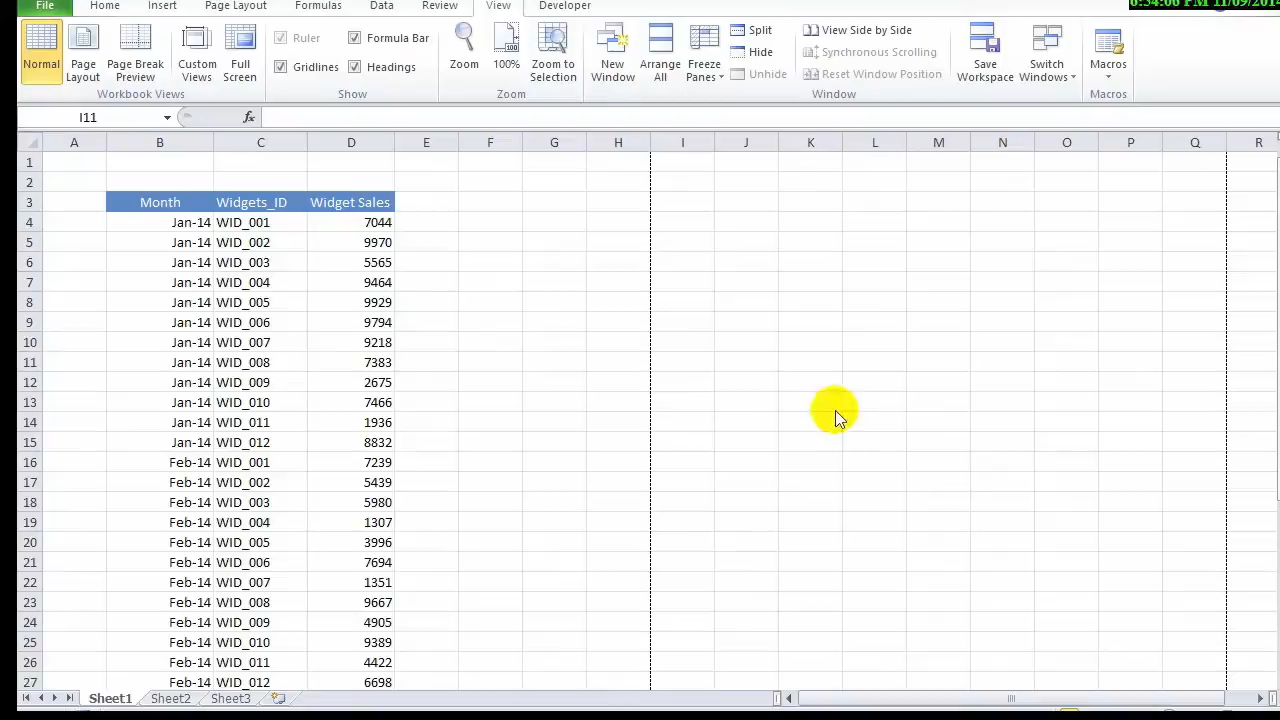 6:34:06 PM 11/09/2014
File Home Insert Page Layout Formulas Data Review View Developer
Normal Page Layout Page Break Preview Custom Views Full Screen
Workbook Views
Ruler Formula Bar
Gridlines Headings
Show
Zoom 100% Zoom to Selection
Zoom
New Window Arrange All Freeze Panes
Split
Hide
Unhide
View Side by Side
Synchronous Scrolling
Reset Window Position
Window
Save Workspace Switch Windows
Macros
Macros
I11 fx
A B C D E F G H I J K L M N O P Q R
1
2
3 Month Widgets_ID Widget Sales
4 Jan-14 WID_001 7044
5 Jan-14 WID_002 9970
6 Jan-14 WID_003 5565
7 Jan-14 WID_004 9464
8 Jan-14 WID_005 9929
9 Jan-14 WID_006 9794
10 Jan-14 WID_007 9218
11 Jan-14 WID_008 7383
12 Jan-14 WID_009 2675
13 Jan-14 WID_010 7466
14 Jan-14 WID_011 1936
15 Jan-14 WID_012 8832
16 Feb-14 WID_001 7239
17 Feb-14 WID_002 5439
18 Feb-14 WID_003 5980
19 Feb-14 WID_004 1307
20 Feb-14 WID_005 3996
21 Feb-14 WID_006 7694
22 Feb-14 WID_007 1351
23 Feb-14 WID_008 9667
24 Feb-14 WID_009 4905
25 Feb-14 WID_010 9389
26 Feb-14 WID_011 4422
27 Feb-14 WID_012 6698
Sheet1 Sheet2 Sheet3